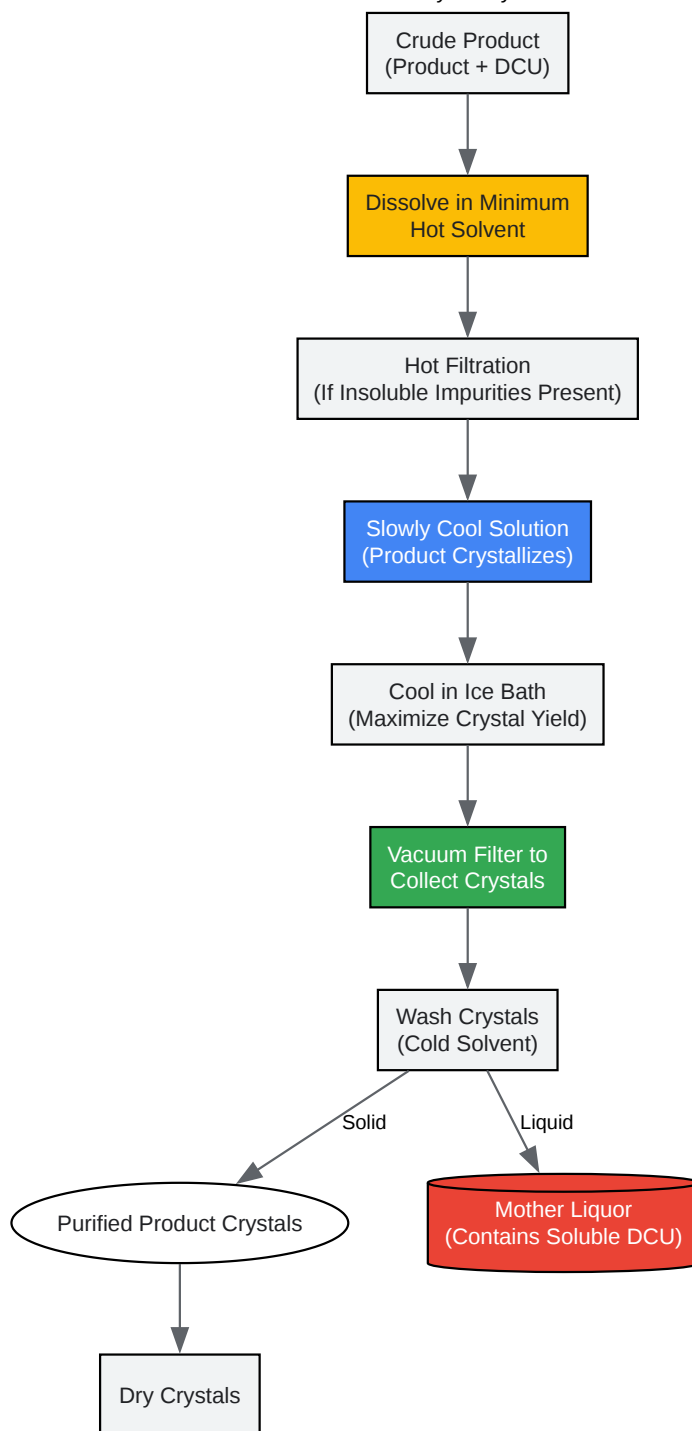 Crude Product
(Product + DCU)
Dissolve in Minimum
Hot Solvent
Hot Filtration
(If Insoluble Impurities Present)
Slowly Cool Solution
(Product Crystallizes)
Cool in Ice Bath
(Maximize Crystal Yield)
Vacuum Filter to
Collect Crystals
Wash Crystals
(Cold Solvent)
Solid
Liquid
Purified Product Crystals
Mother Liquor
(Contains Soluble DCU)
Dry Crystals